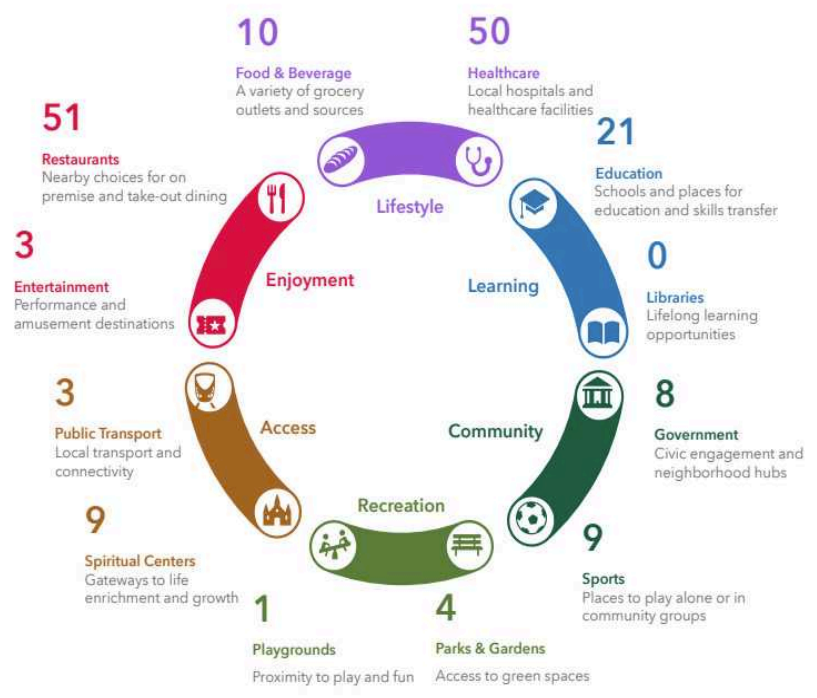 10
Food & Beverage
A variety of grocery
outlets and sources
50
Healthcare
Local hospitals and
healthcare facilities
51
Restaurants
Nearby choices for on
premise and take-out dining
21
Education
Schools and places for
education and skills transfer
Lifestyle
3
Entertainment
Performance and
amusement destinations
Enjoyment
Learning
0
Libraries
Lifelong learning
opportunities
3
Public Transport
Local transport and
connectivity
Access
Community
8
Government
Civic engagement and
neighborhood hubs
9
Spiritual Centers
Gateways to life
enrichment and growth
Recreation
9
Sports
Places to play alone or in
community groups
1
Playgrounds
Proximity to play and fun
4
Parks & Gardens
Access to green spaces